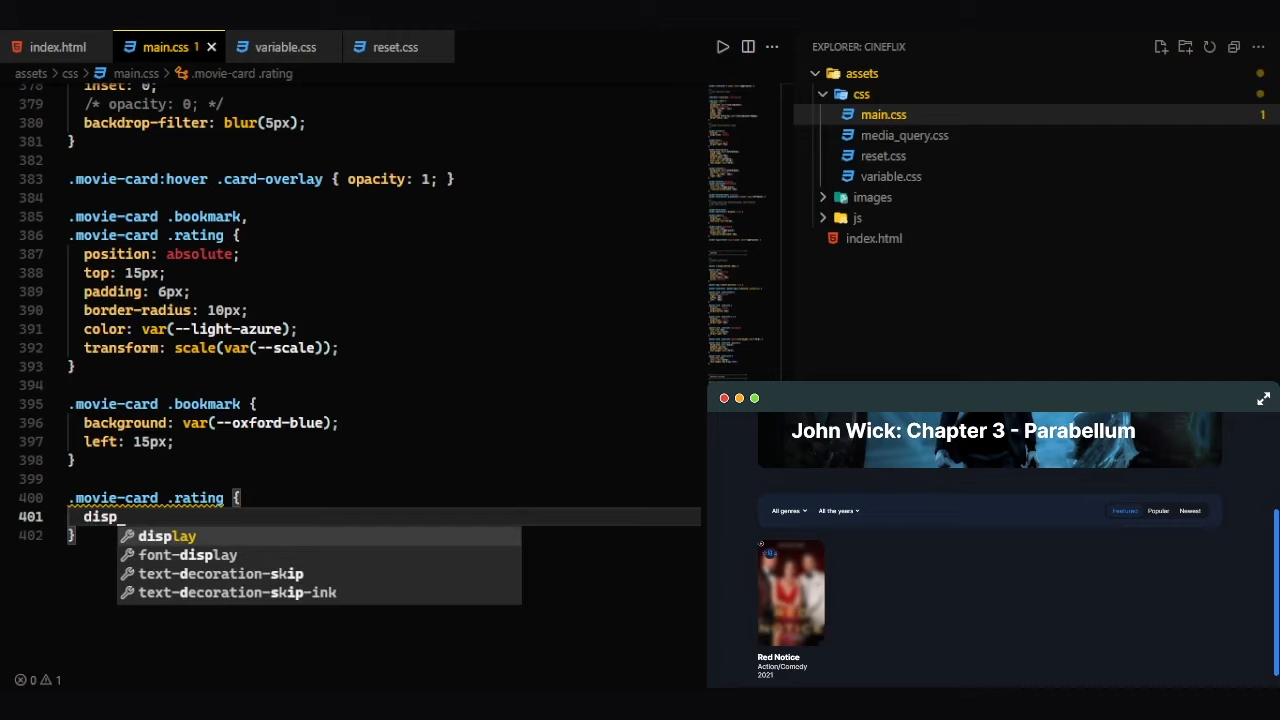 index.html
main.css 1
variable.css
reset.css
assets > css > main.css > .movie-card .rating
378 inset: 0;
379 /* opacity: 0; */
380 backdrop-filter: blur(5px);
381 }
382
383 .movie-card:hover .card-overlay { opacity: 1; }
384
385 .movie-card .bookmark,
386 .movie-card .rating {
387 position: absolute;
388 top: 15px;
389 padding: 6px;
390 border-radius: 10px;
391 color: var(--light-azure);
392 transform: scale(var(--scale));
393 }
394
395 .movie-card .bookmark {
396 background: var(--oxford-blue);
397 left: 15px;
398 }
399
400 .movie-card .rating {
401 disp_
402 }
display
font-display
text-decoration-skip
text-decoration-skip-ink
0 1
EXPLORER: CINEFLIX
assets
css
main.css 1
media_query.css
reset.css
variable.css
images
js
index.html
John Wick: Chapter 3 - Parabellum
All genres All the years Featured Popular Newest
Red Notice
Action/Comedy
2021